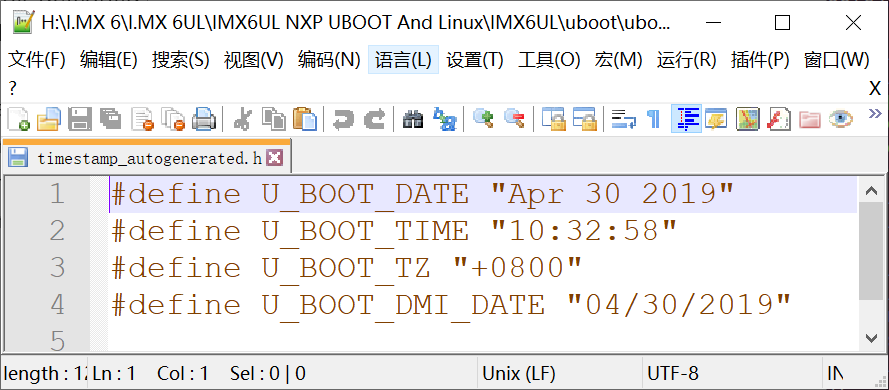 H:\I.MX 6\I.MX 6UL\IMX6UL NXP UBOOT And Linux\IMX6UL\uboot\ubo...
文件(F) 编辑(E) 搜索(S) 视图(V) 编码(N) 语言(L) 设置(T) 工具(O) 宏(M) 运行(R) 插件(P) 窗口(W)
? X
timestamp_autogenerated.h
1 #define U_BOOT_DATE "Apr 30 2019"
2 #define U_BOOT_TIME "10:32:58"
3 #define U_BOOT_TZ "+0800"
4 #define U_BOOT_DMI_DATE "04/30/2019"
5
length : 12 Ln : 1 Col : 1 Sel : 0 | 0 Unix (LF) UTF-8 IN